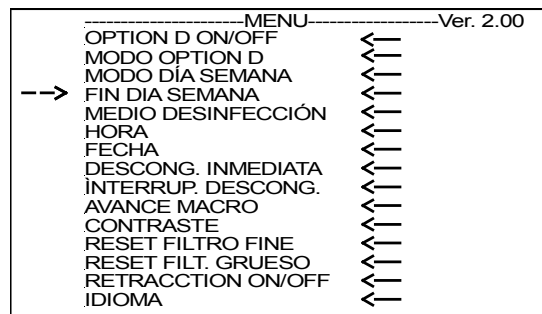 ----------------------MENU------------------Ver. 2.00
OPTION D ON/OFF
MODO OPTION D
MODO DÍA SEMANA
FIN DIA SEMANA
MEDIO DESINFECCIÓN
HORA
FECHA
DESCONG. INMEDIATA
ÌNTERRUP. DESCONG.
AVANCE MACRO
CONTRASTE
RESET FILTRO FINE
RESET FILT. GRUESO
RETRACCTION ON/OFF
IDIOMA